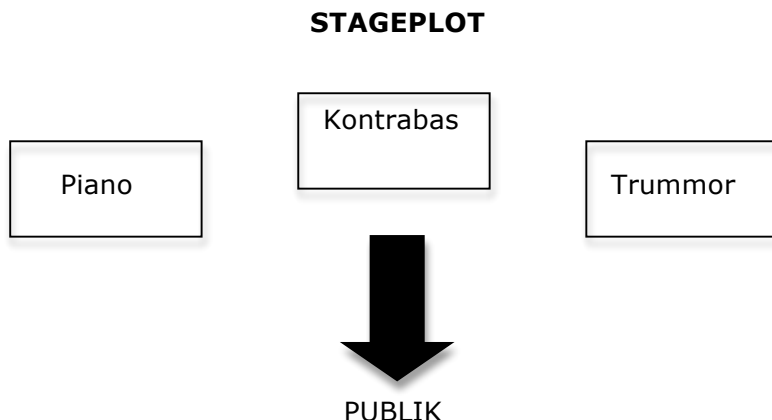 STAGEPLOT
Kontrabas
Piano
Trummor
PUBLIK